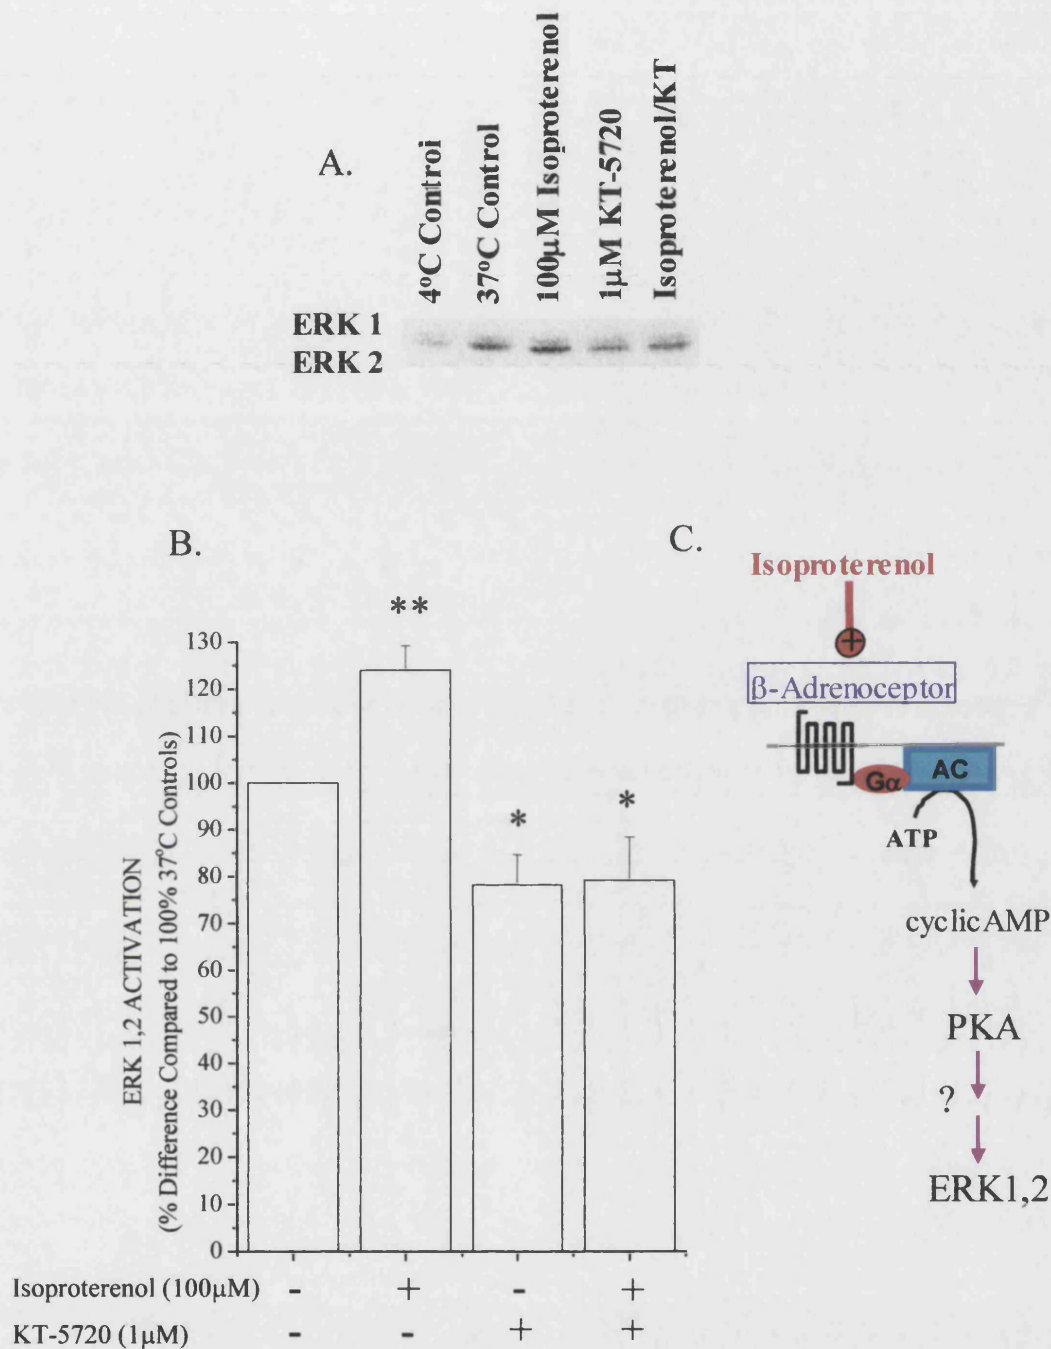 A.
4ºC Controi
37ºC Control
100µM Isoproterenol
1µM KT-5720
Isoproterenol/KT
ERK 1
ERK 2
B.
**
*
*
130
120
110
100
90
80
70
60
50
40
30
20
10
0
ERK 1,2 ACTIVATION
(% Difference Compared to 100% 37ºC Controls)
Isoproterenol (100µM) - + - +
KT-5720 (1µM) - - + +
C.
Isoproterenol
+
β-Adrenoceptor
Gα
AC
ATP
cyclic AMP
PKA
?
ERK1,2